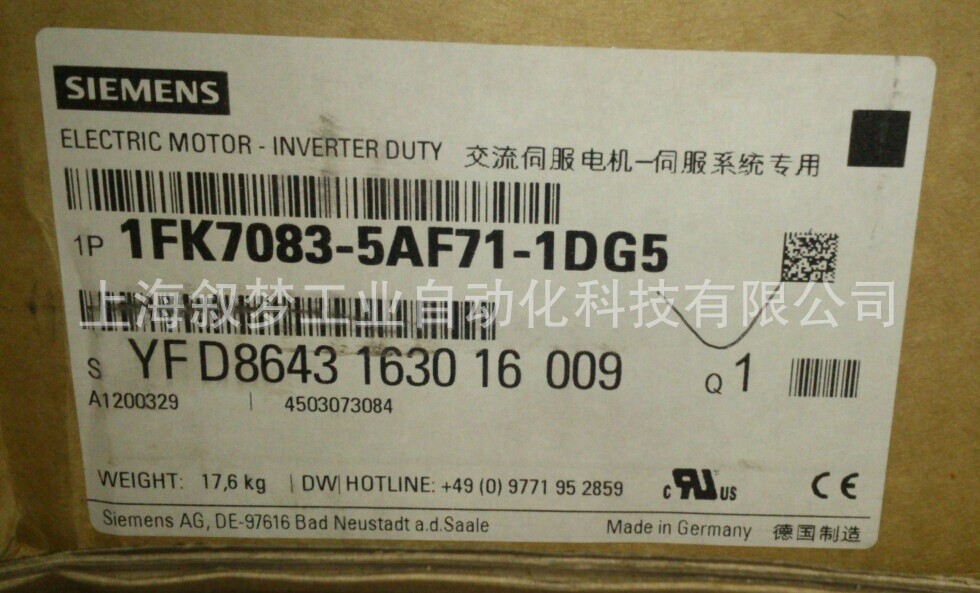 SIEMENS
ELECTRIC MOTOR - INVERTER DUTY 交流伺服电机—伺服系统专用
1P 1FK7083-5AF71-1DG5
上海叙梦工业自动化科技有限公司
S YFD8643 1630 16 009 Q 1
A1200329 | 4503073084
WEIGHT: 17,6 kg | DW|HOTLINE: +49 (0) 9771 95 2859 c RU US CE
Siemens AG, DE-97616 Bad Neustadt a.d.Saale Made in Germany 德国制造